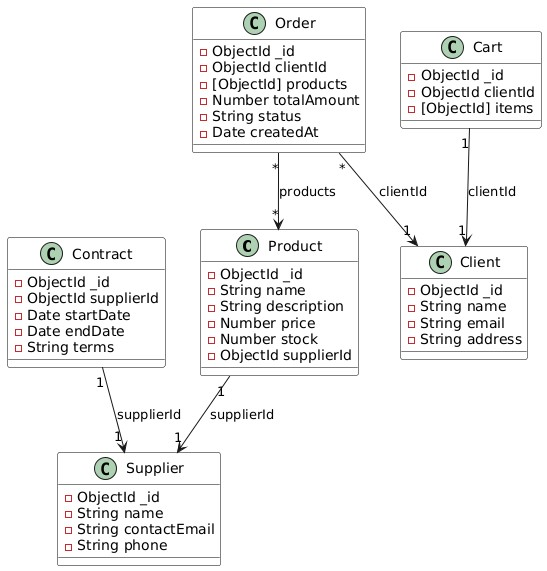 C Order
ObjectId _id
ObjectId clientId
[ObjectId] products
Number totalAmount
String status
Date createdAt
C Cart
ObjectId _id
ObjectId clientId
[ObjectId] items
* products *
* clientId 1
1 clientId 1
C Contract
ObjectId _id
ObjectId supplierId
Date startDate
Date endDate
String terms
C Product
ObjectId _id
String name
String description
Number price
Number stock
ObjectId supplierId
C Client
ObjectId _id
String name
String email
String address
1 supplierId 1
1 supplierId 1
C Supplier
ObjectId _id
String name
String contactEmail
String phone